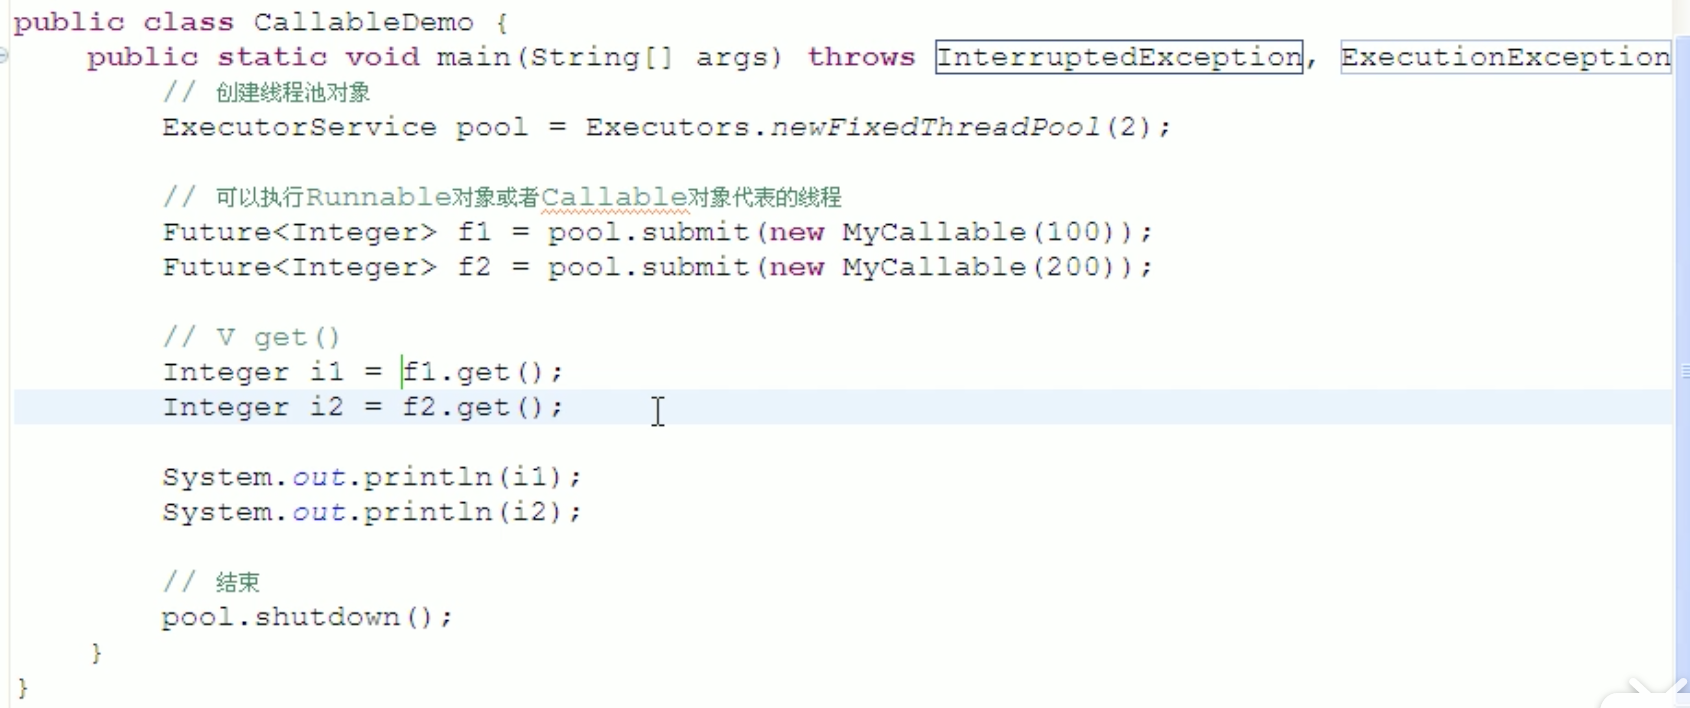 public class CallableDemo {
public static void main(String[] args) throws InterruptedException, ExecutionException
// 创建线程池对象
ExecutorService pool = Executors.newFixedThreadPool(2);
// 可以执行Runnable对象或者Callable对象代表的线程
Future<Integer> f1 = pool.submit(new MyCallable(100));
Future<Integer> f2 = pool.submit(new MyCallable(200));
// V get()
Integer i1 = f1.get();
Integer i2 = f2.get();
System.out.println(i1);
System.out.println(i2);
// 结束
pool.shutdown();
}
}